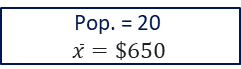 Pop. = 20
x̄ = $650